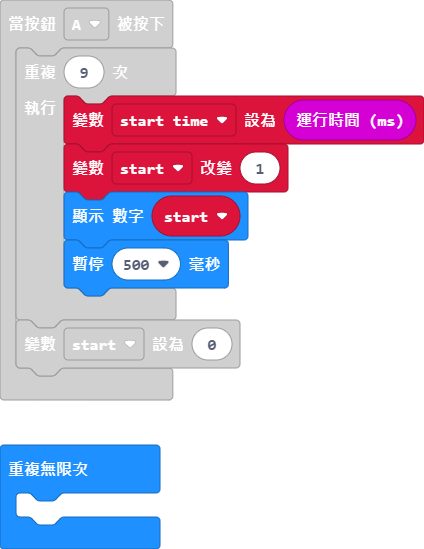 當按鈕 A 被按下
重複 9 次
執行
變數 start time 設為 運行時間 (ms)
變數 start 改變 1
顯示 數字 start
暫停 500 毫秒
變數 start 設為 0
重複無限次